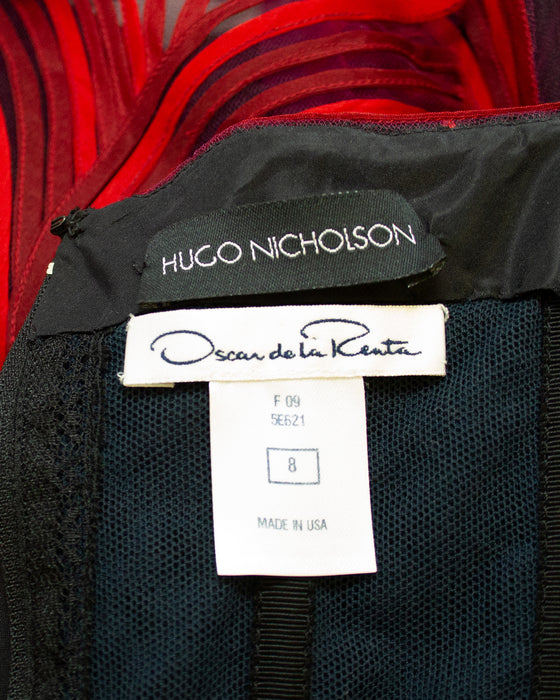 HUGO NICHOLSON
Oscar de la Renta
F 09
5E621
8
MADE IN USA